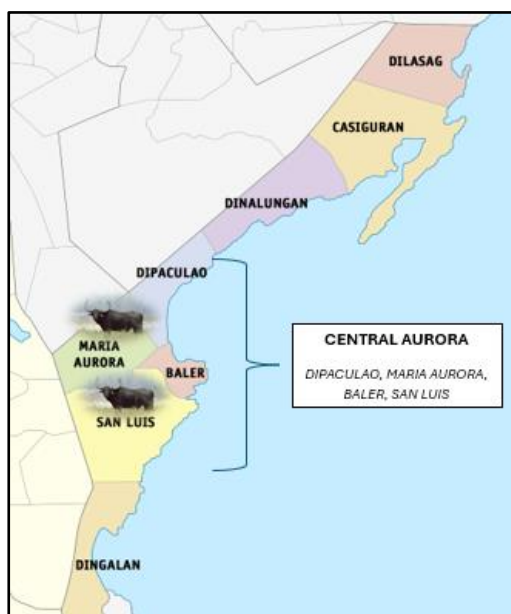 DILASAG
CASIGURAN
DINALUNGAN
DIPACULAO
MARIA
AURORA
BALER
SAN LUIS
DINGALAN
CENTRAL AURORA
DIPACULAO, MARIA AURORA,
BALER, SAN LUIS